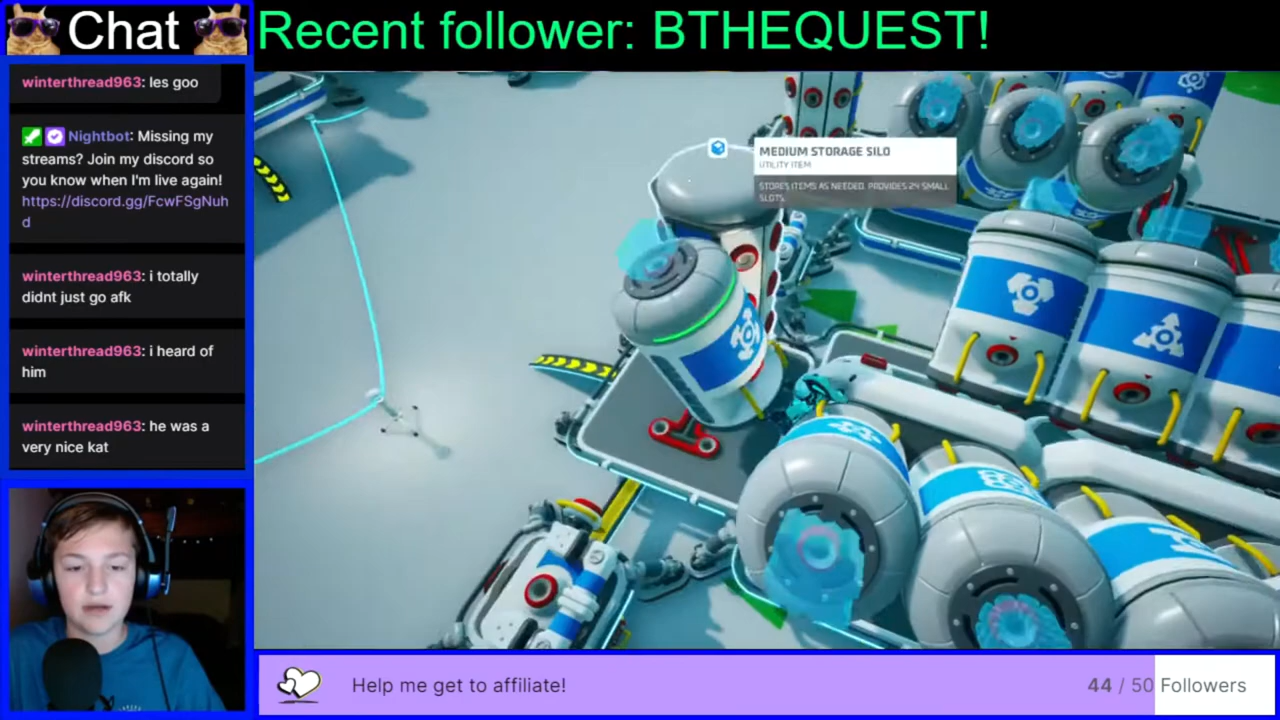 Chat
Recent follower: BTHEQUEST!
winterthread963: les goo
Nightbot: Missing my
streams? Join my discord so
you know when I'm live again!
https://discord.gg/FcwFSgNuh
d
winterthread963: i totally
didnt just go afk
winterthread963: i heard of
him
winterthread963: he was a
very nice kat
MEDIUM STORAGE SILO
UTILITY ITEM
STORES ITEMS AS NEEDED. PROVIDES 24 SMALL
SLOTS.
Help me get to affiliate!
44 / 50 Followers